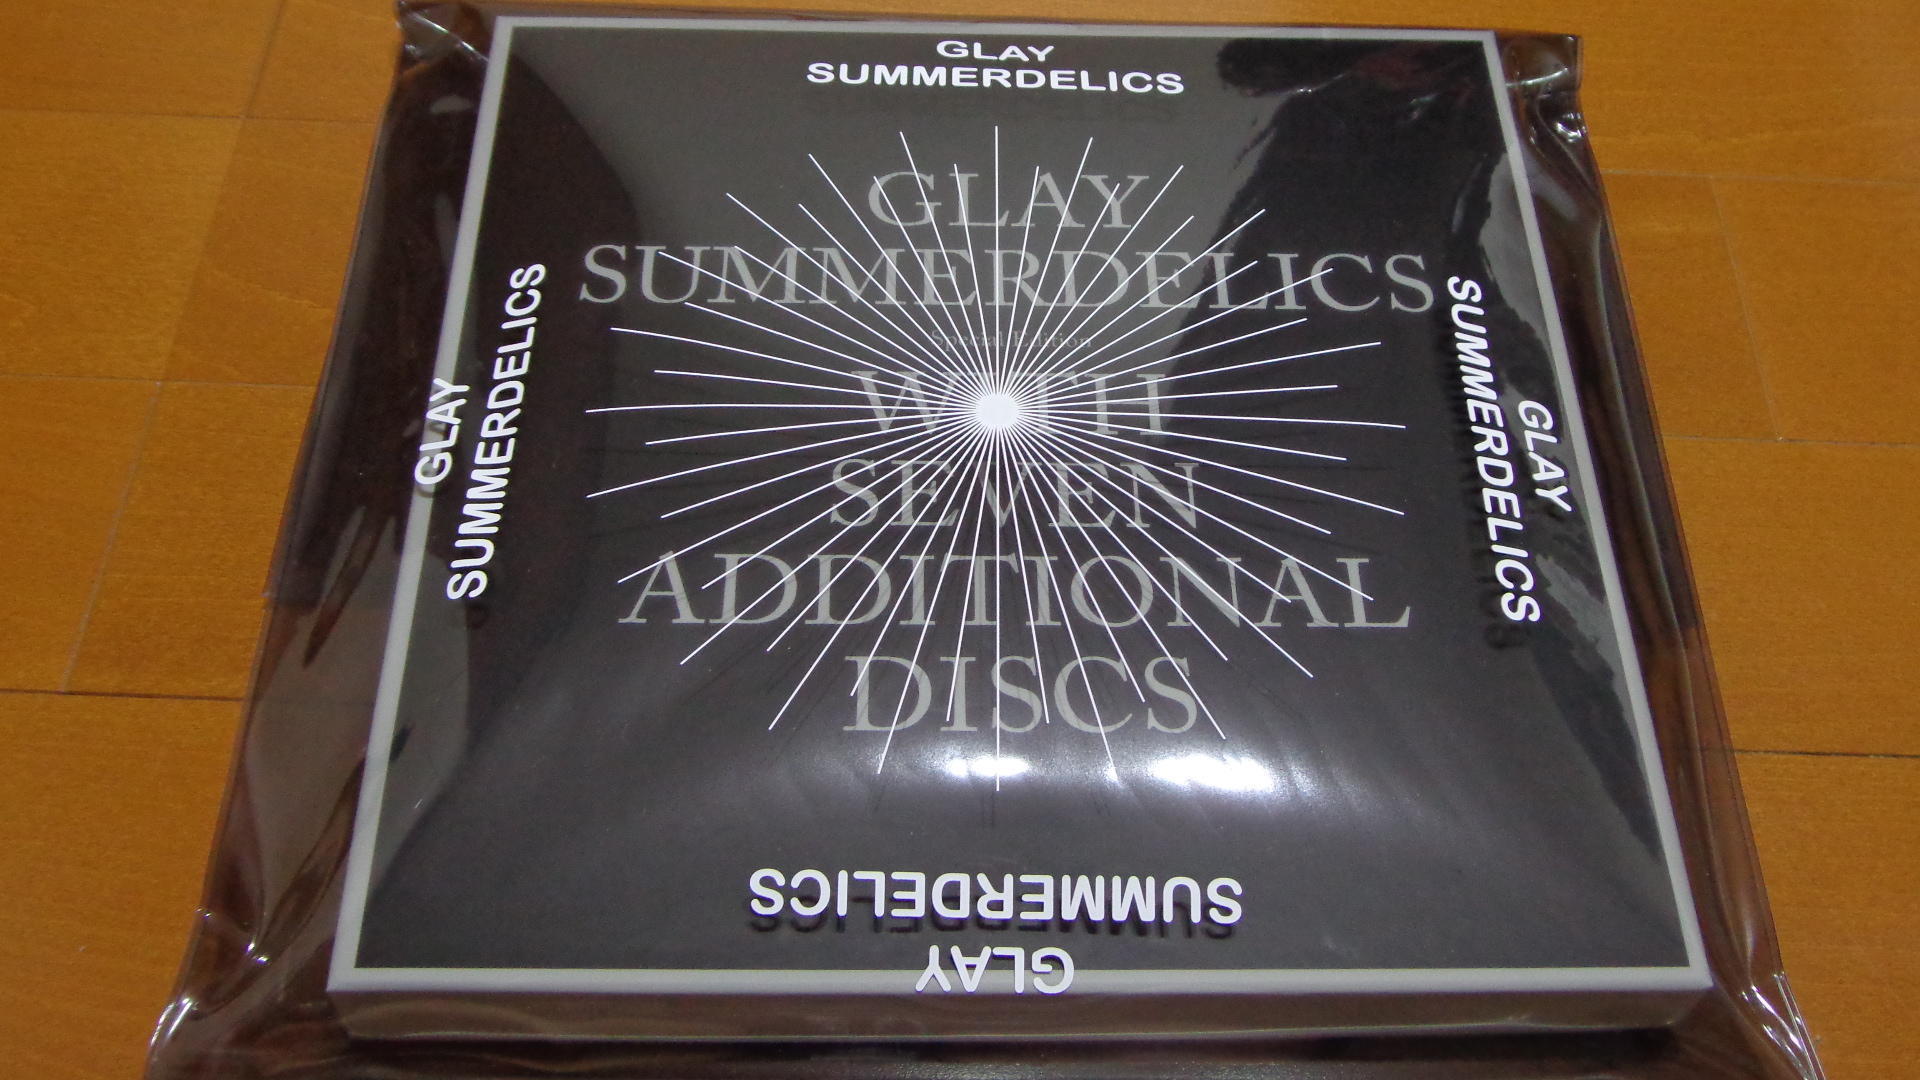 GLAY
SUMMERDELICS
GLAY
SUMMERDELICS
Special Edition
WITH
SEVEN
ADDITIONAL
DISCS
GLAY
SUMMERDELICS
GLAY
SUMMERDELICS
GLAY
SUMMERDELICS